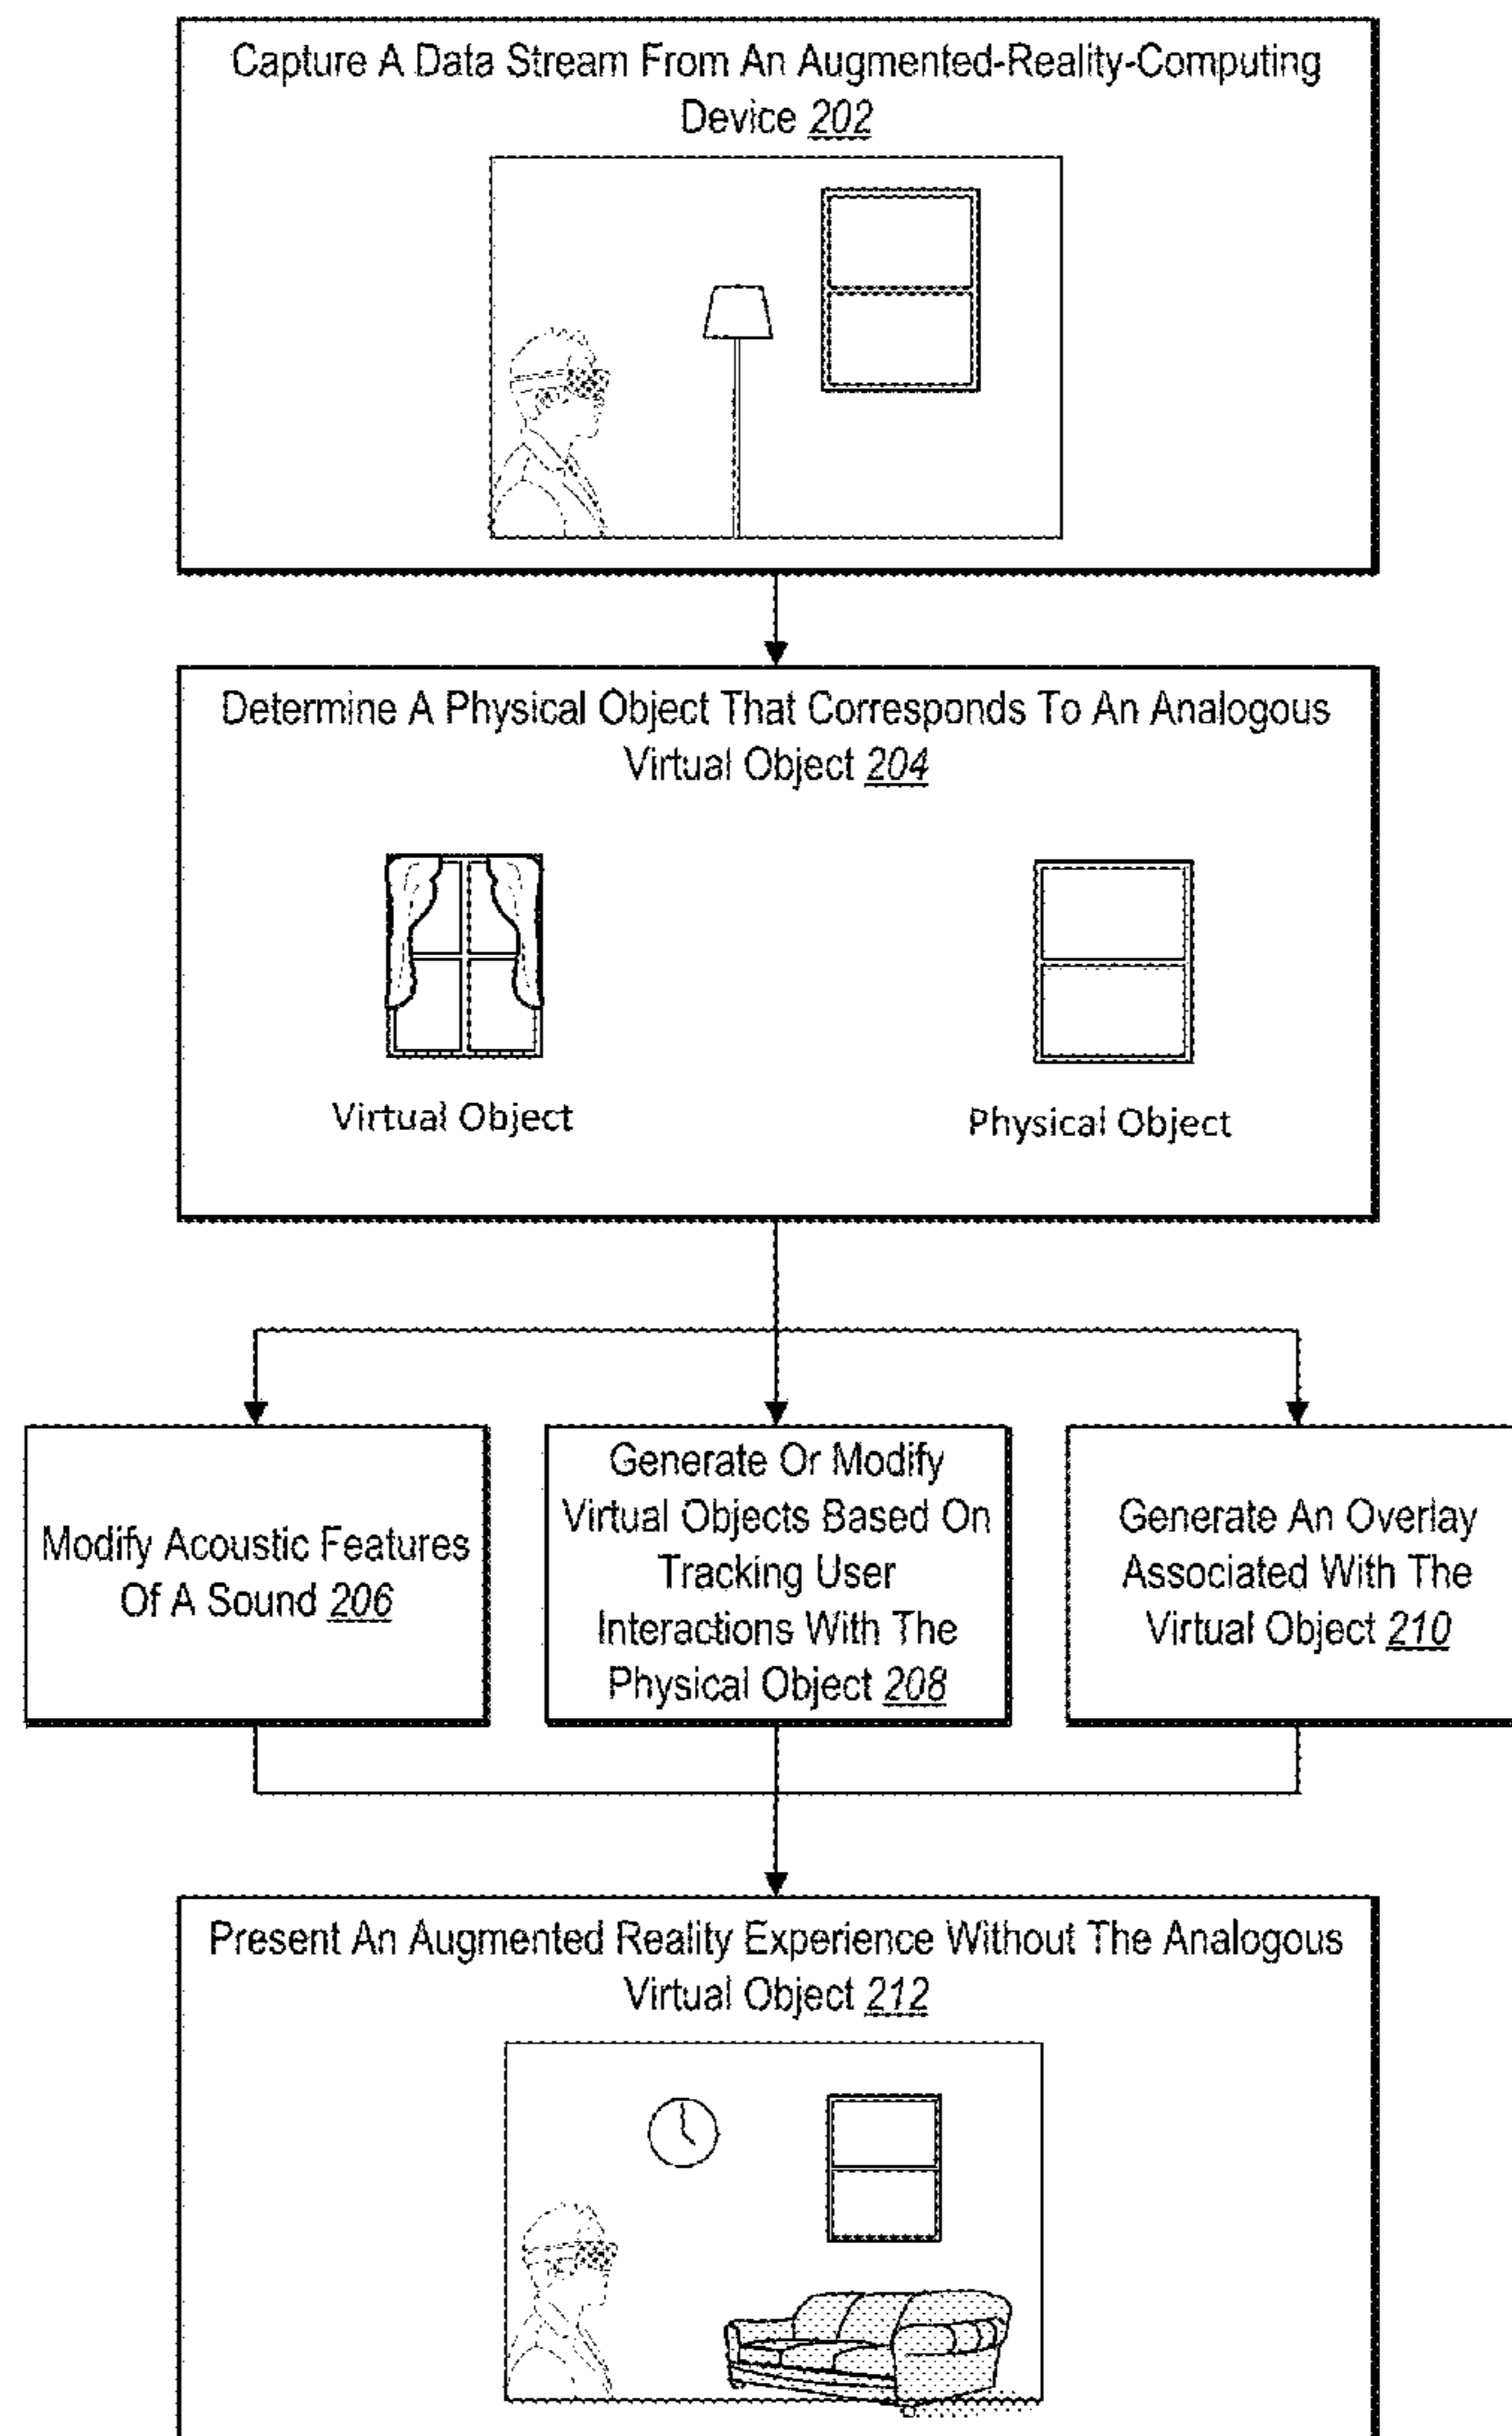 Capture A Data Stream From An Augmented-Reality-Computing
Device 202
Determine A Physical Object That Corresponds To An Analogous
Virtual Object 204
Virtual Object
Physical Object
Modify Acoustic Features
Of A Sound 206
Generate Or Modify
Virtual Objects Based On
Tracking User
Interactions With The
Physical Object 208
Generate An Overlay
Associated With The
Virtual Object 210
Present An Augmented Reality Experience Without The Analogous
Virtual Object 212